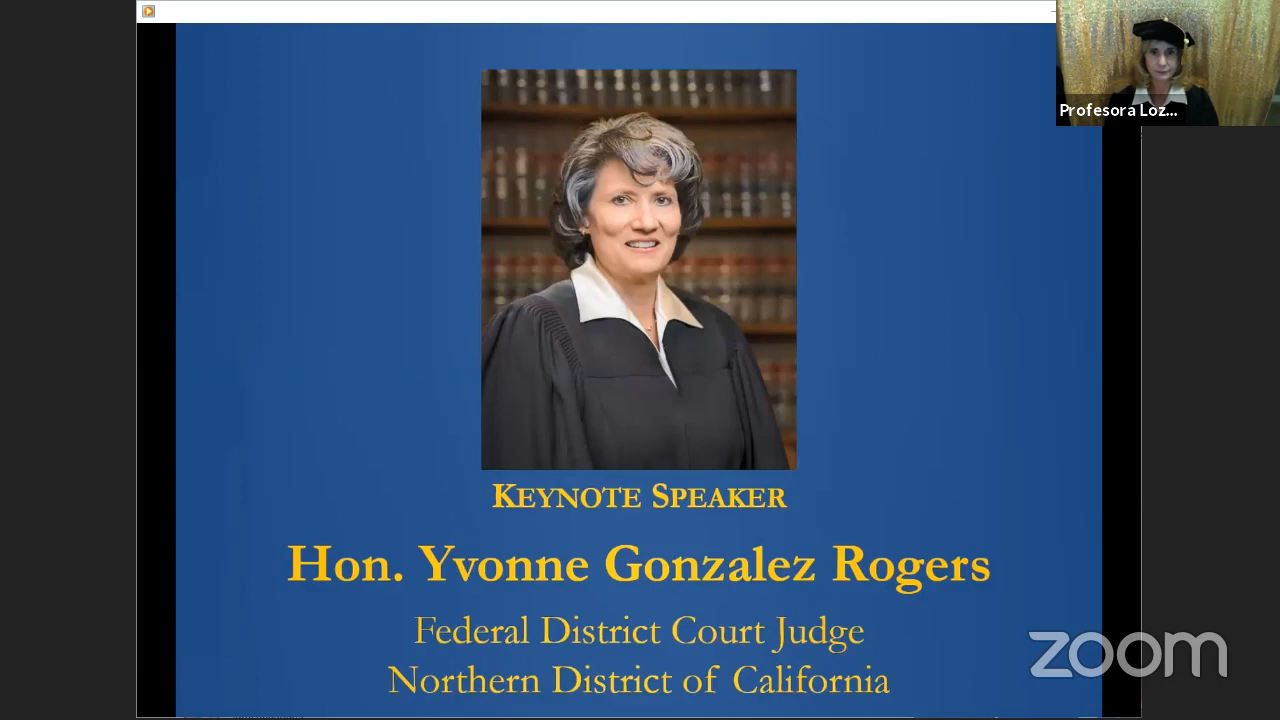 Profesora Loz...
KEYNOTE SPEAKER
Hon. Yvonne Gonzalez Rogers
Federal District Court Judge
Northern District of California
zoom